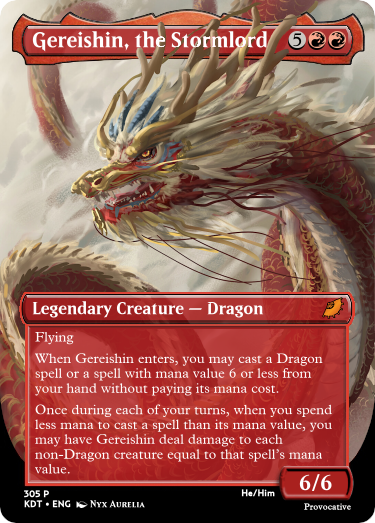 Gereishin, the Stormlord 5
Legendary Creature — Dragon
Flying
When Gereishin enters, you may cast a Dragon
spell or a spell with mana value 6 or less from
your hand without paying its mana cost.
Once during each of your turns, when you spend
less mana to cast a spell than its mana value, you
may have Gereishin deal damage to each
non-Dragon creature equal to that spell's mana
value.
6/6
305 P He/Him
KDT • ENG Nyx Aurelia Provocative